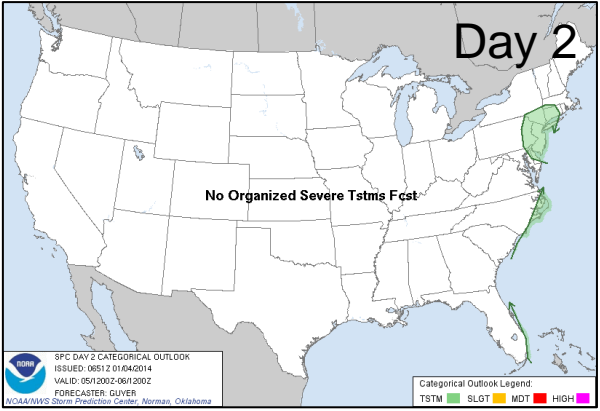 Day 2
No Organized Severe Tstms Fcst
NOAA
SPC DAY 2 CATEGORICAL OUTLOOK
ISSUED: 0651Z 01/04/2014
VALID: 05/1200Z-06/1200Z
FORECASTER: GUYER
NOAA/NWS Storm Prediction Center, Norman, Oklahoma
Categorical Outlook Legend:
TSTM SLGT MDT HIGH